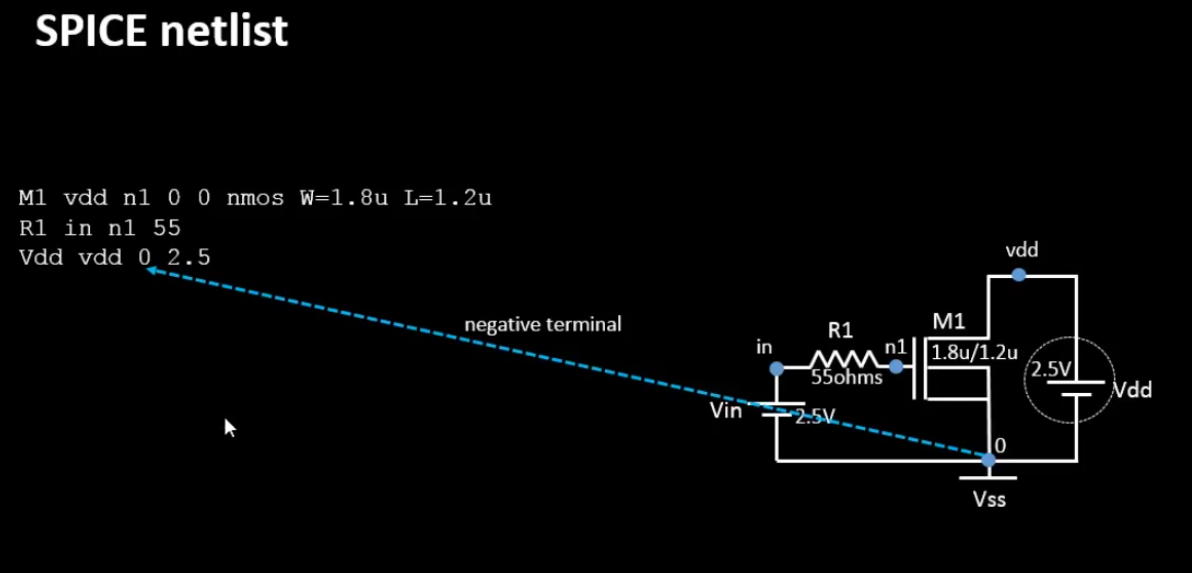 SPICE netlist
M1 vdd n1 0 0 nmos W=1.8u L=1.2u
R1 in n1 55
Vdd vdd 0 2.5
negative terminal
vdd
M1
R1
in
n1
1.8u/1.2u
55ohms
2.5V
Vdd
Vin
2.5V
0
Vss